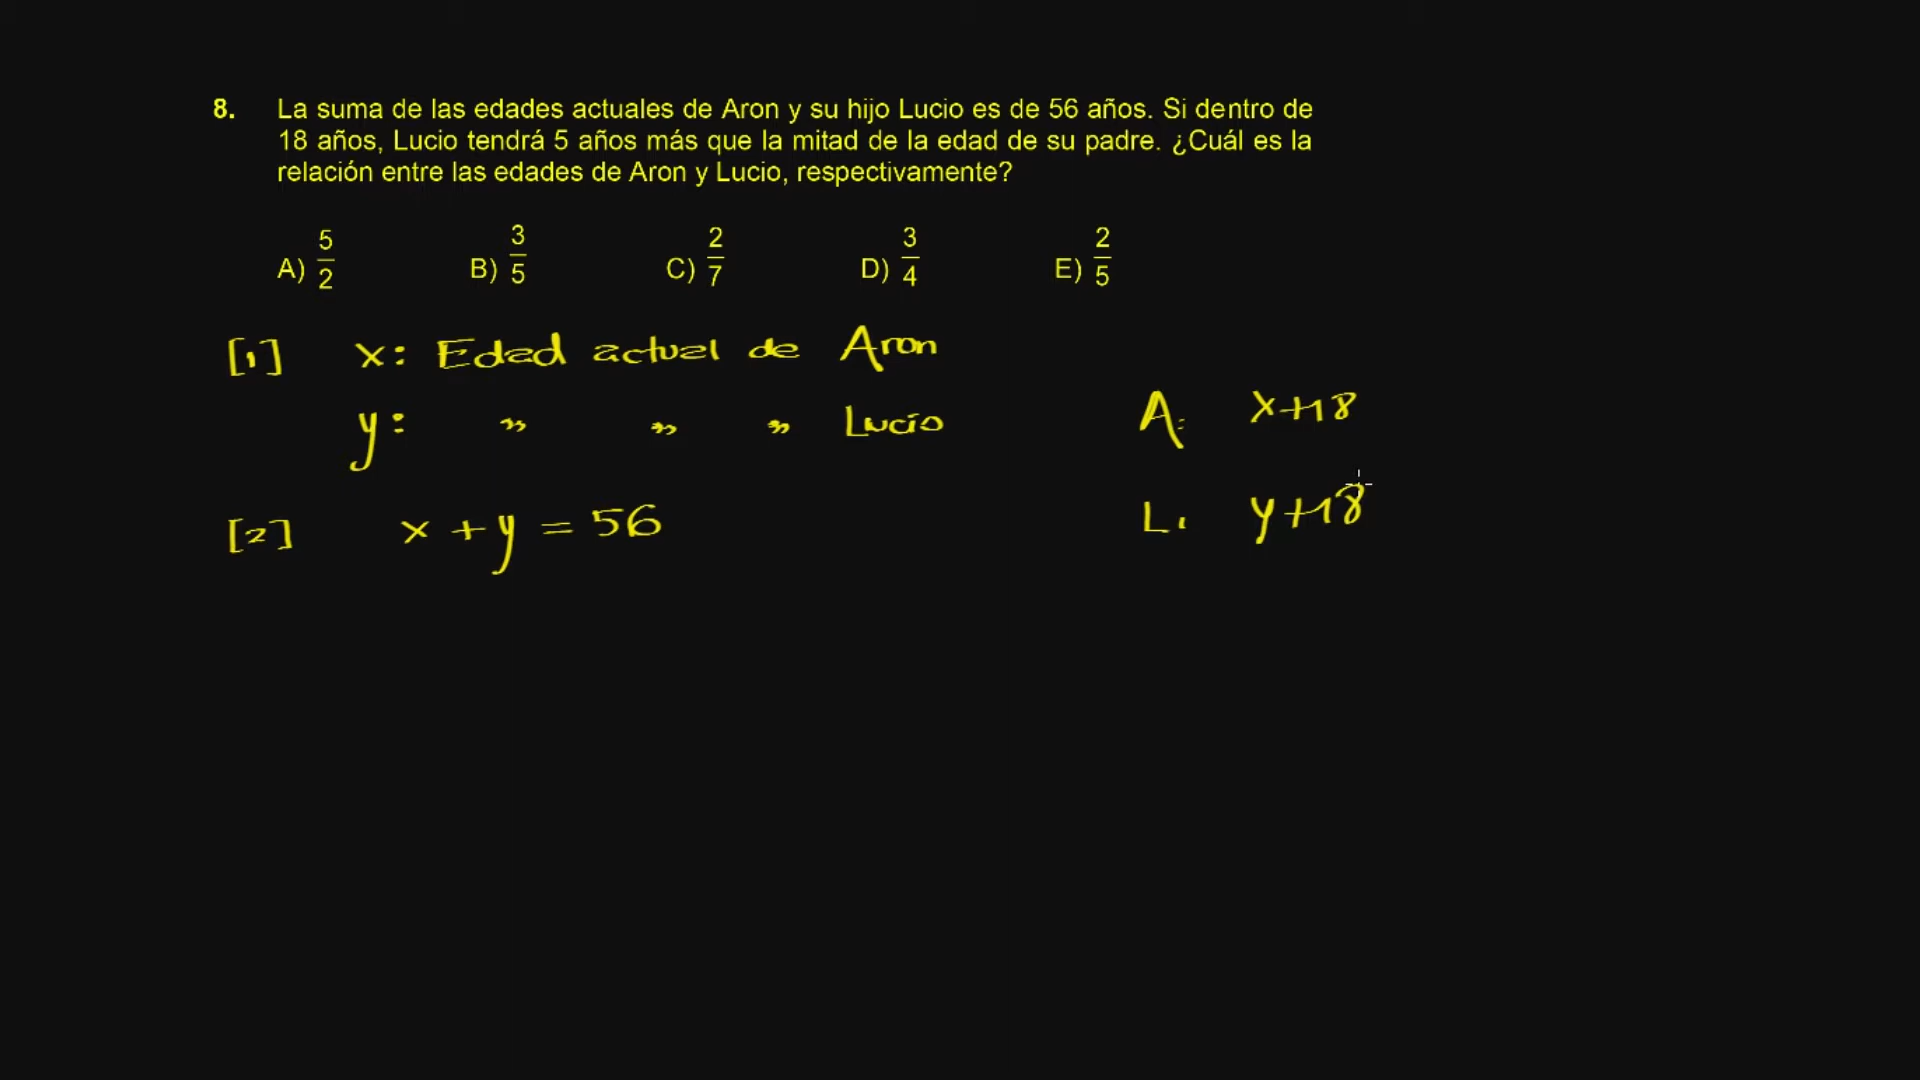 8. La suma de las edades actuales de Aron y su hijo Lucio es de 56 años. Si dentro de
18 años, Lucio tendrá 5 años más que la mitad de la edad de su padre. ¿Cuál es la
relación entre las edades de Aron y Lucio, respectivamente?
A) 5/2 B) 3/5 C) 2/7 D) 3/4 E) 2/5
[1] x: Edad actual de Aron
y: " " " Lucio
A: x+18
L: y+18
[2] x + y = 56